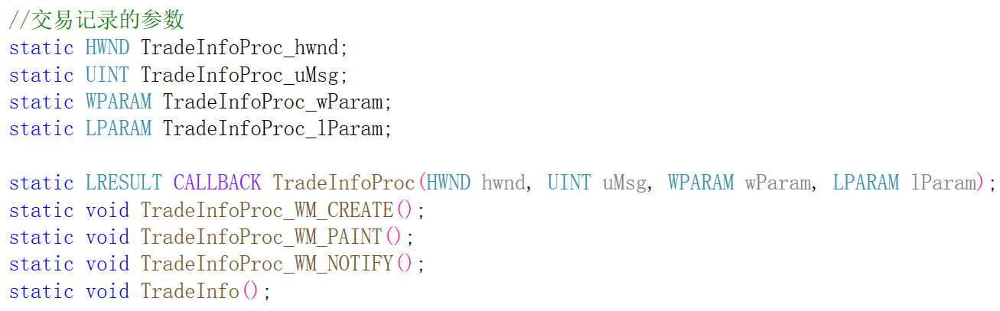 //交易记录的参数
static HWND TradeInfoProc_hwnd;
static UINT TradeInfoProc_uMsg;
static WPARAM TradeInfoProc_wParam;
static LPARAM TradeInfoProc_lParam;
static LRESULT CALLBACK TradeInfoProc(HWND hwnd, UINT uMsg, WPARAM wParam, LPARAM lParam);
static void TradeInfoProc_WM_CREATE();
static void TradeInfoProc_WM_PAINT();
static void TradeInfoProc_WM_NOTIFY();
static void TradeInfo();